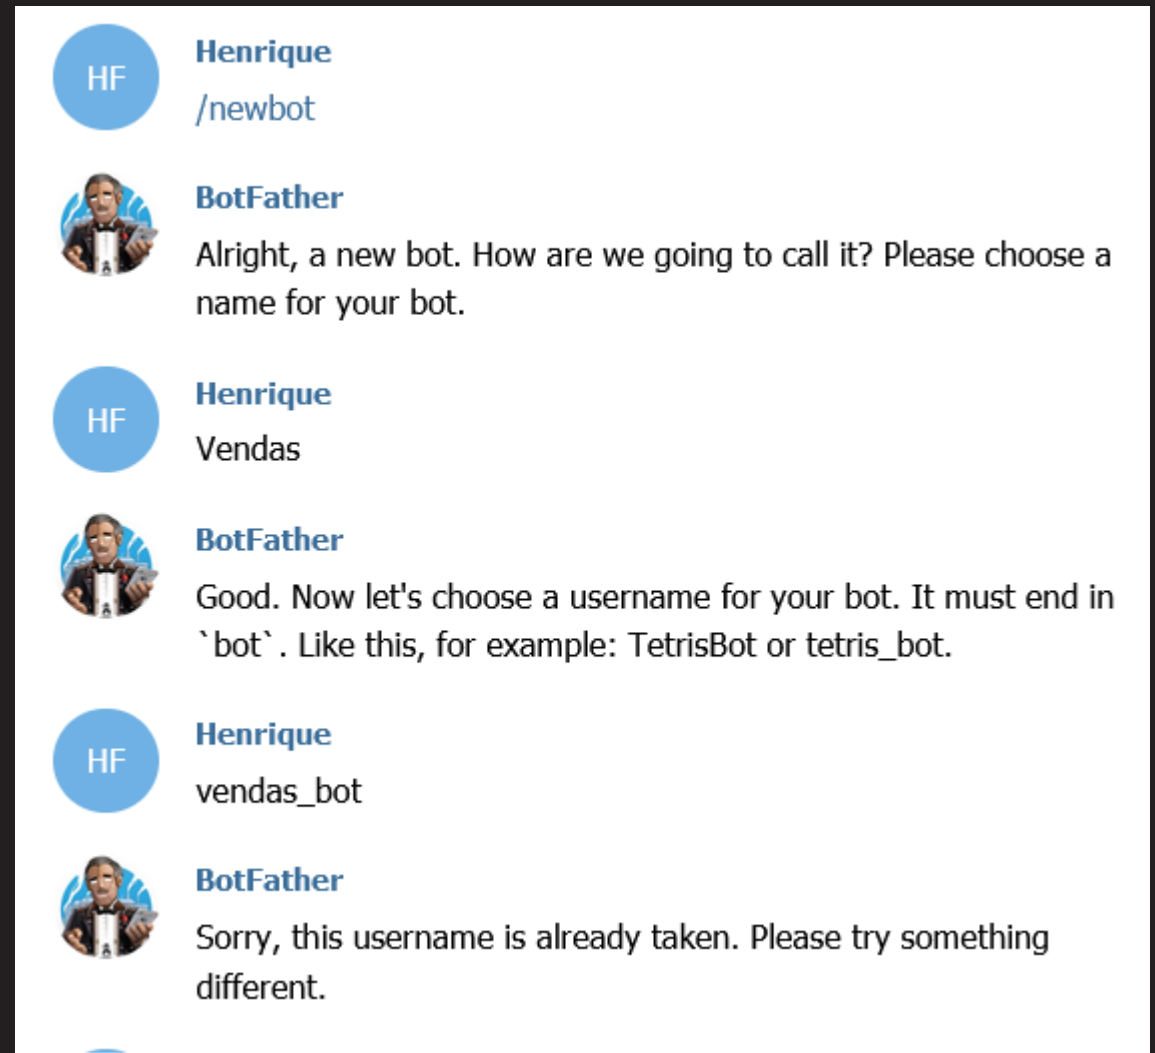 HF
Henrique
/newbot
BotFather
Alright, a new bot. How are we going to call it? Please choose a
name for your bot.
HF
Henrique
Vendas
BotFather
Good. Now let's choose a username for your bot. It must end in
`bot`. Like this, for example: TetrisBot or tetris_bot.
HF
Henrique
vendas_bot
BotFather
Sorry, this username is already taken. Please try something
different.